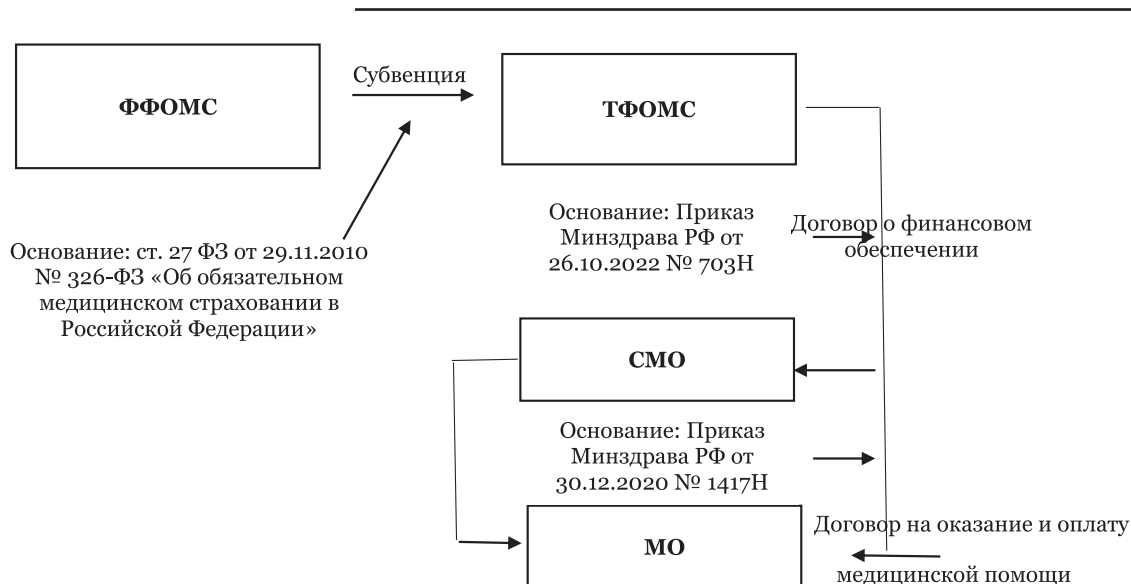 ФФОМС
Субвенция
ТФОМС
Основание: ст. 27 ФЗ от 29.11.2010
№ 326-ФЗ «Об обязательном
медицинском страховании в
Российской Федерации»
Основание: Приказ
Минздрава РФ от
26.10.2022 № 703Н
Договор о финансовом
обеспечении
СМО
Основание: Приказ
Минздрава РФ от
30.12.2020 № 1417Н
МО
Договор на оказание и оплату
медицинской помощи